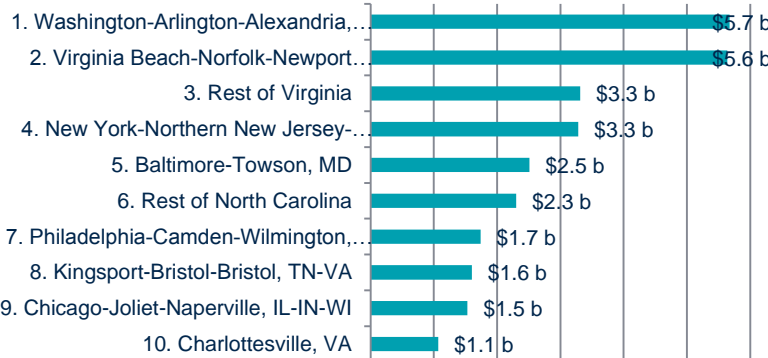 1. Washington-Arlington-Alexandria,… $5.7 b
2. Virginia Beach-Norfolk-Newport… $5.6 b
3. Rest of Virginia $3.3 b
4. New York-Northern New Jersey-… $3.3 b
5. Baltimore-Towson, MD $2.5 b
6. Rest of North Carolina $2.3 b
7. Philadelphia-Camden-Wilmington,… $1.7 b
8. Kingsport-Bristol-Bristol, TN-VA $1.6 b
9. Chicago-Joliet-Naperville, IL-IN-WI $1.5 b
10. Charlottesville, VA $1.1 b